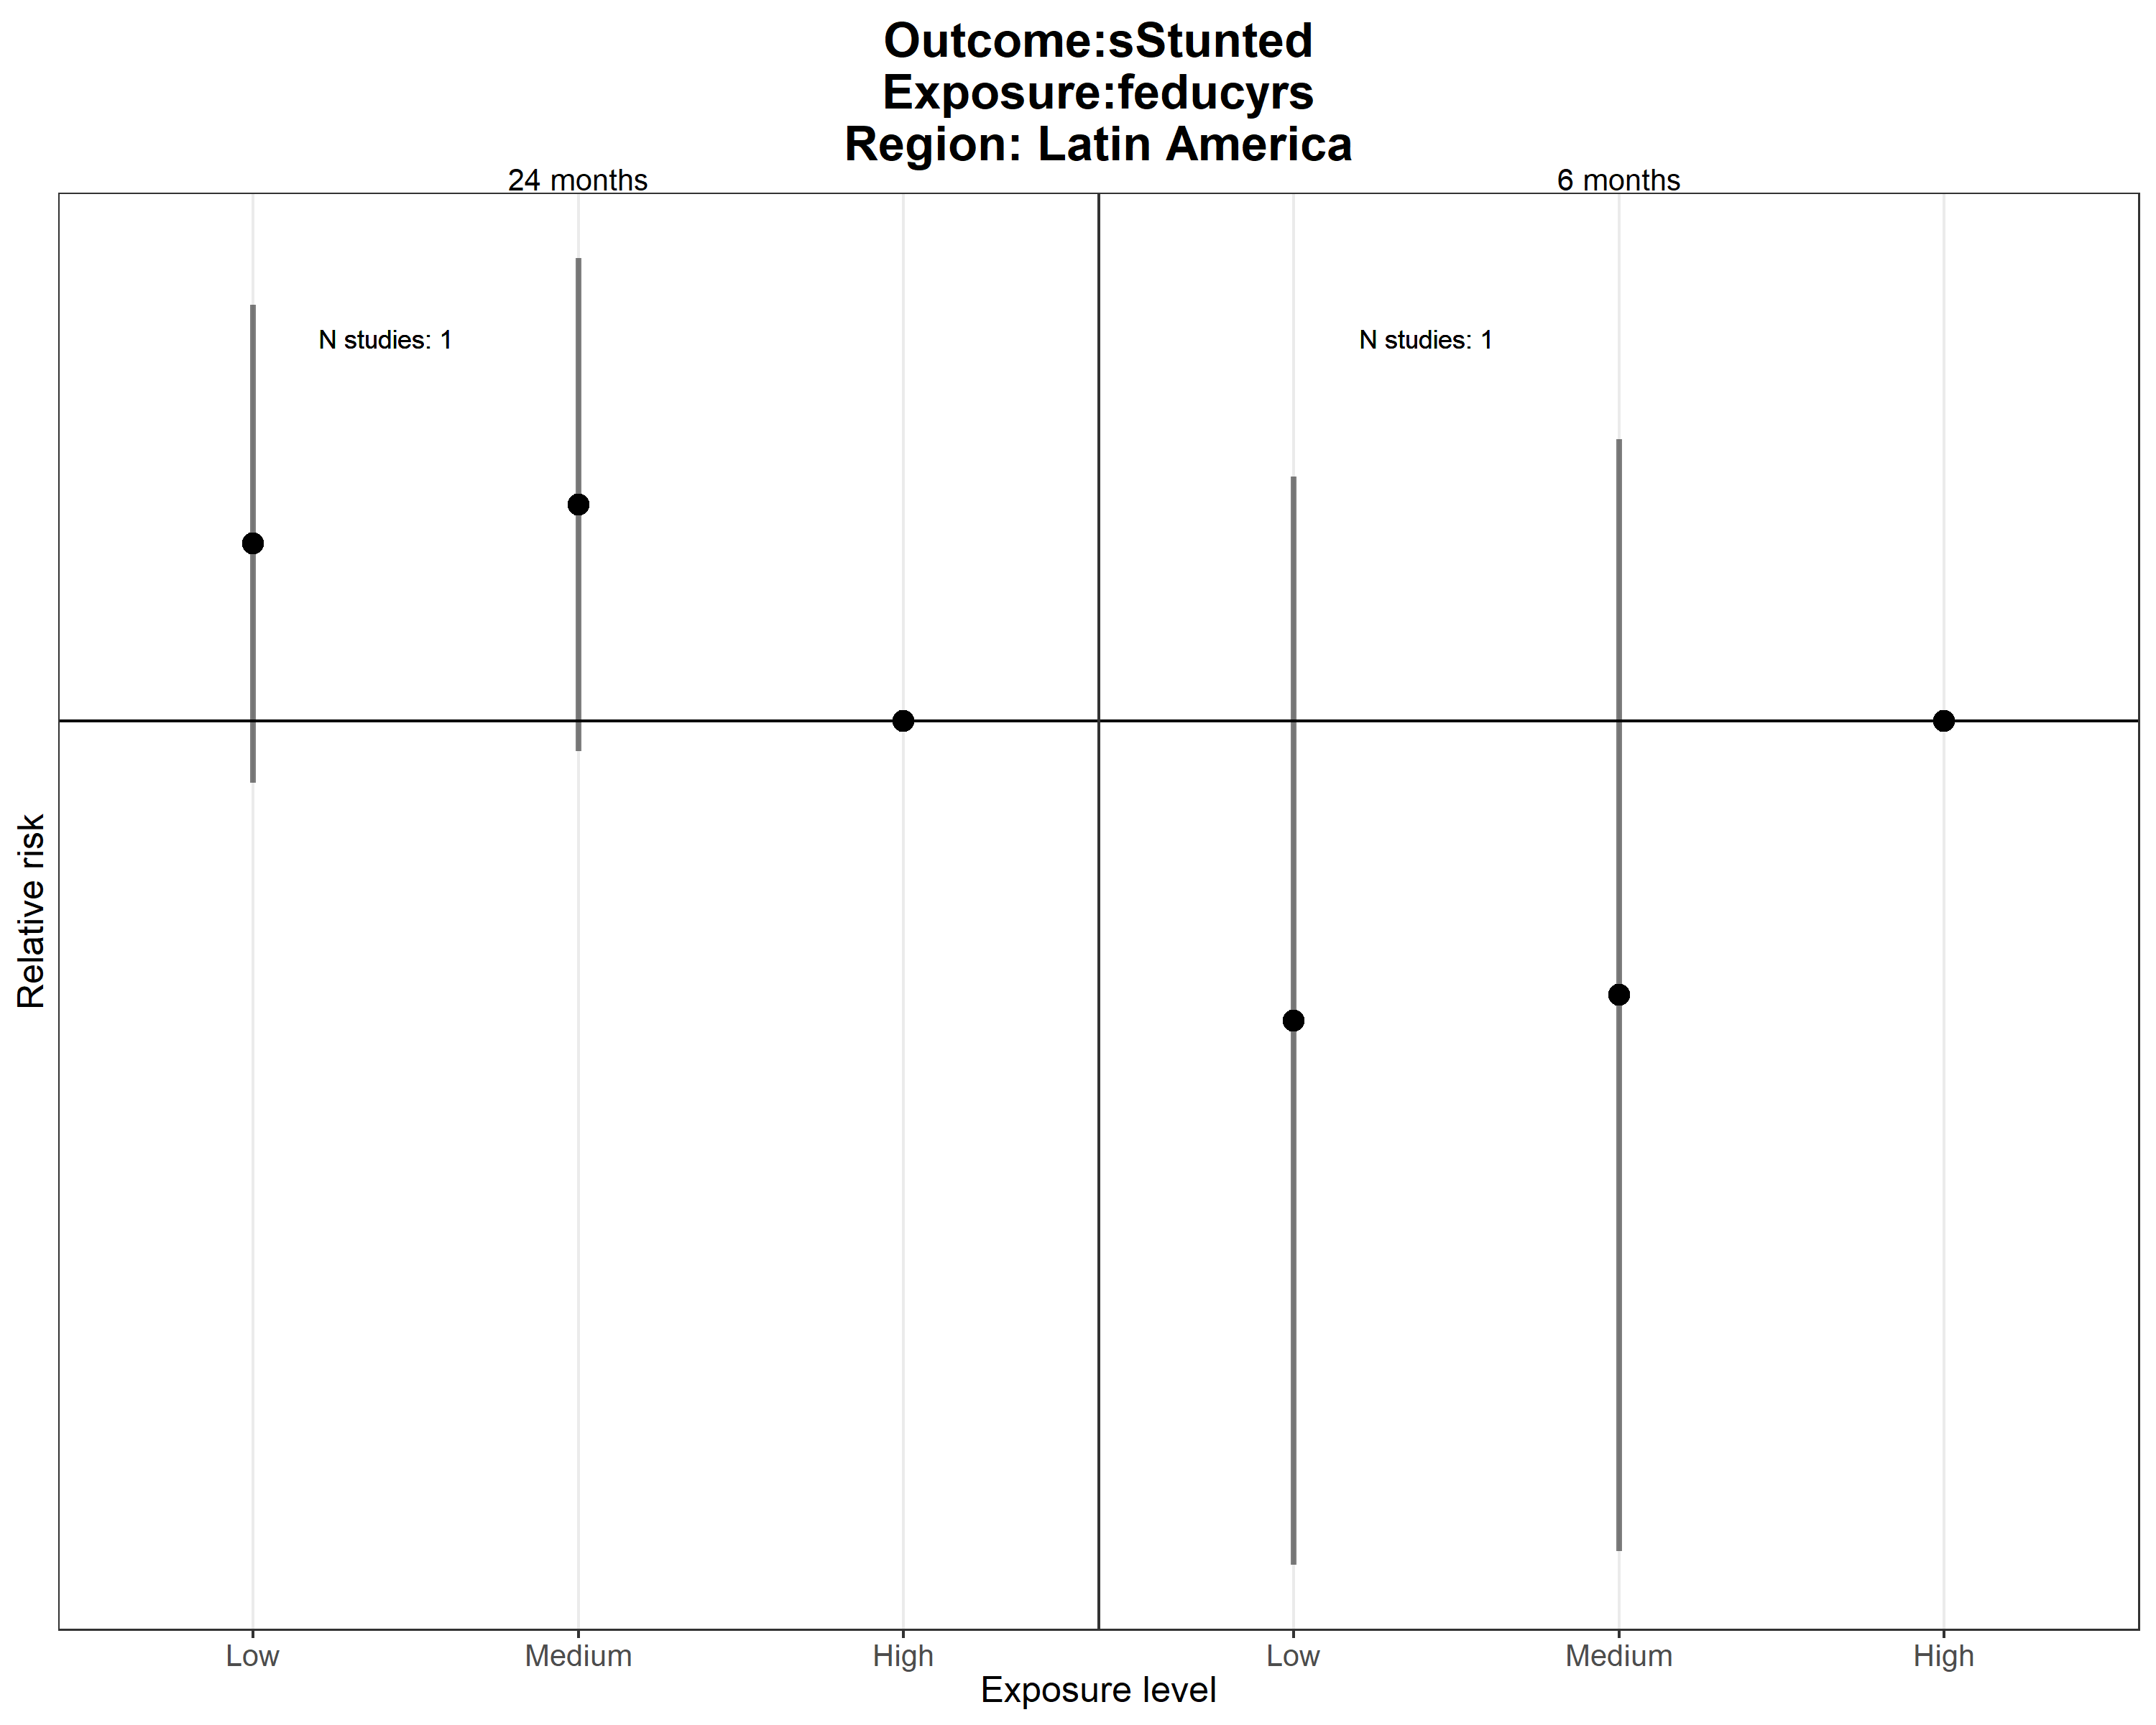 Outcome:sStunted
Exposure:feducyrs
Region: Latin America
24 months
6 months
N studies: 1
N studies: 1
Relative risk
Low
Medium
High
Low
Medium
High
Exposure level